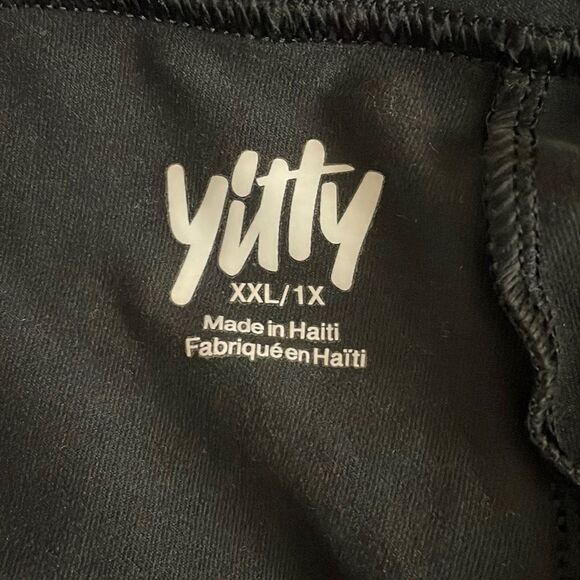 yitty
XXL/1X
Made in Haiti
Fabriqué en Haïti